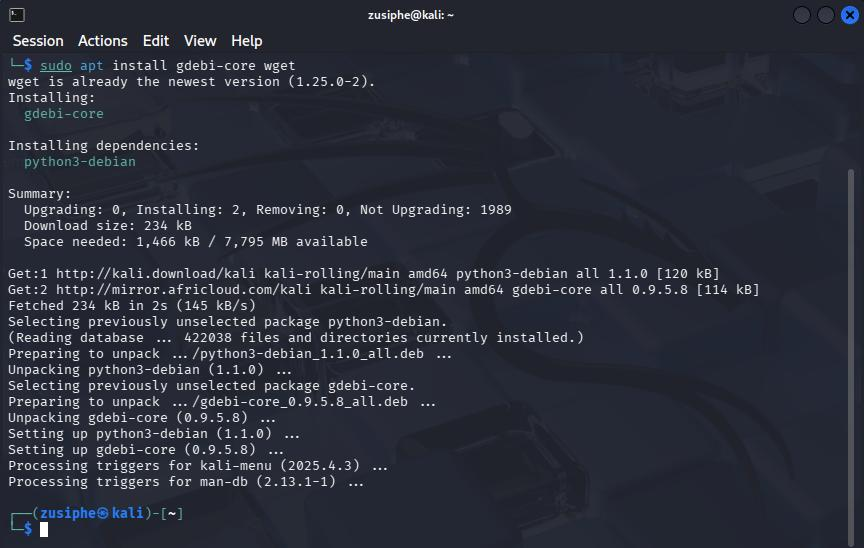 zusiphe@kali: ~
Session Actions Edit View Help
└─$ sudo apt install gdebi-core wget
wget is already the newest version (1.25.0-2).
Installing:
  gdebi-core

Installing dependencies:
  python3-debian

Summary:
  Upgrading: 0, Installing: 2, Removing: 0, Not Upgrading: 1989
  Download size: 234 kB
  Space needed: 1,466 kB / 7,795 MB available

Get:1 http://kali.download/kali kali-rolling/main amd64 python3-debian all 1.1.0 [120 kB]
Get:2 http://mirror.africloud.com/kali kali-rolling/main amd64 gdebi-core all 0.9.5.8 [114 kB]
Fetched 234 kB in 2s (145 kB/s)
Selecting previously unselected package python3-debian.
(Reading database ... 422038 files and directories currently installed.)
Preparing to unpack .../python3-debian_1.1.0_all.deb ...
Unpacking python3-debian (1.1.0) ...
Selecting previously unselected package gdebi-core.
Preparing to unpack .../gdebi-core_0.9.5.8_all.deb ...
Unpacking gdebi-core (0.9.5.8) ...
Setting up python3-debian (1.1.0) ...
Setting up gdebi-core (0.9.5.8) ...
Processing triggers for kali-menu (2025.4.3) ...
Processing triggers for man-db (2.13.1-1) ...

┌──(zusiphe㉿kali)-[~]
└─$